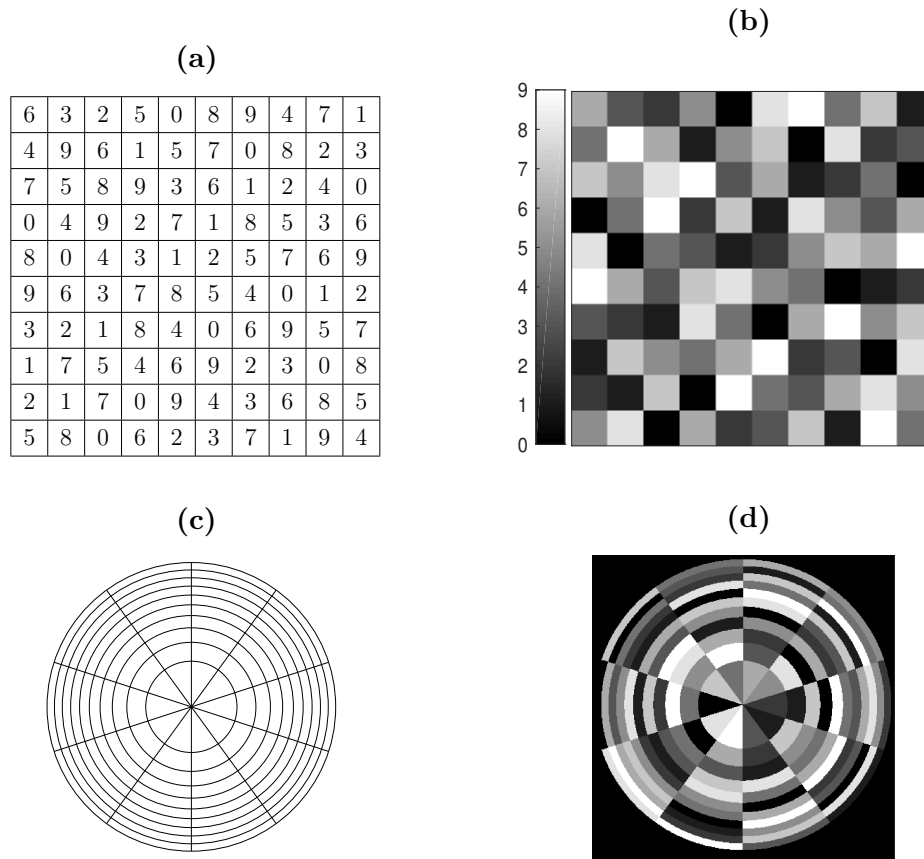 (a)
6 3 2 5 0 8 9 4 7 1
4 9 6 1 5 7 0 8 2 3
7 5 8 9 3 6 1 2 4 0
0 4 9 2 7 1 8 5 3 6
8 0 4 3 1 2 5 7 6 9
9 6 3 7 8 5 4 0 1 2
3 2 1 8 4 0 6 9 5 7
1 7 5 4 6 9 2 3 0 8
2 1 7 0 9 4 3 6 8 5
5 8 0 6 2 3 7 1 9 4
(b)
9
8
7
6
5
4
3
2
1
0
(c)
(d)